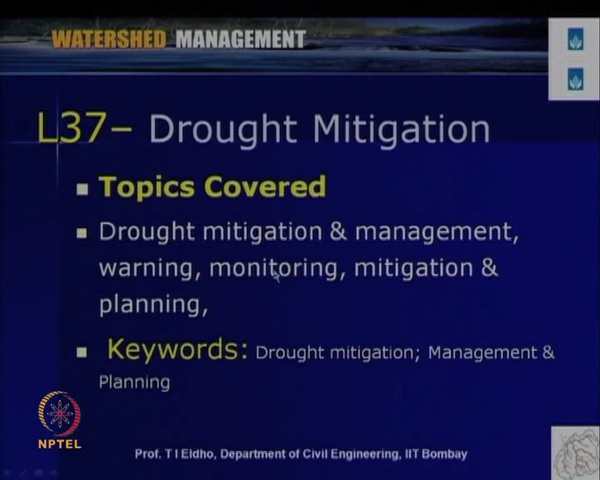 WATERSHED MANAGEMENT
L37– Drought Mitigation
Topics Covered
Drought mitigation & management,
warning, monitoring, mitigation &
planning,
Keywords: Drought mitigation; Management &
Planning
NPTEL
Prof. T I Eldho, Department of Civil Engineering, IIT Bombay